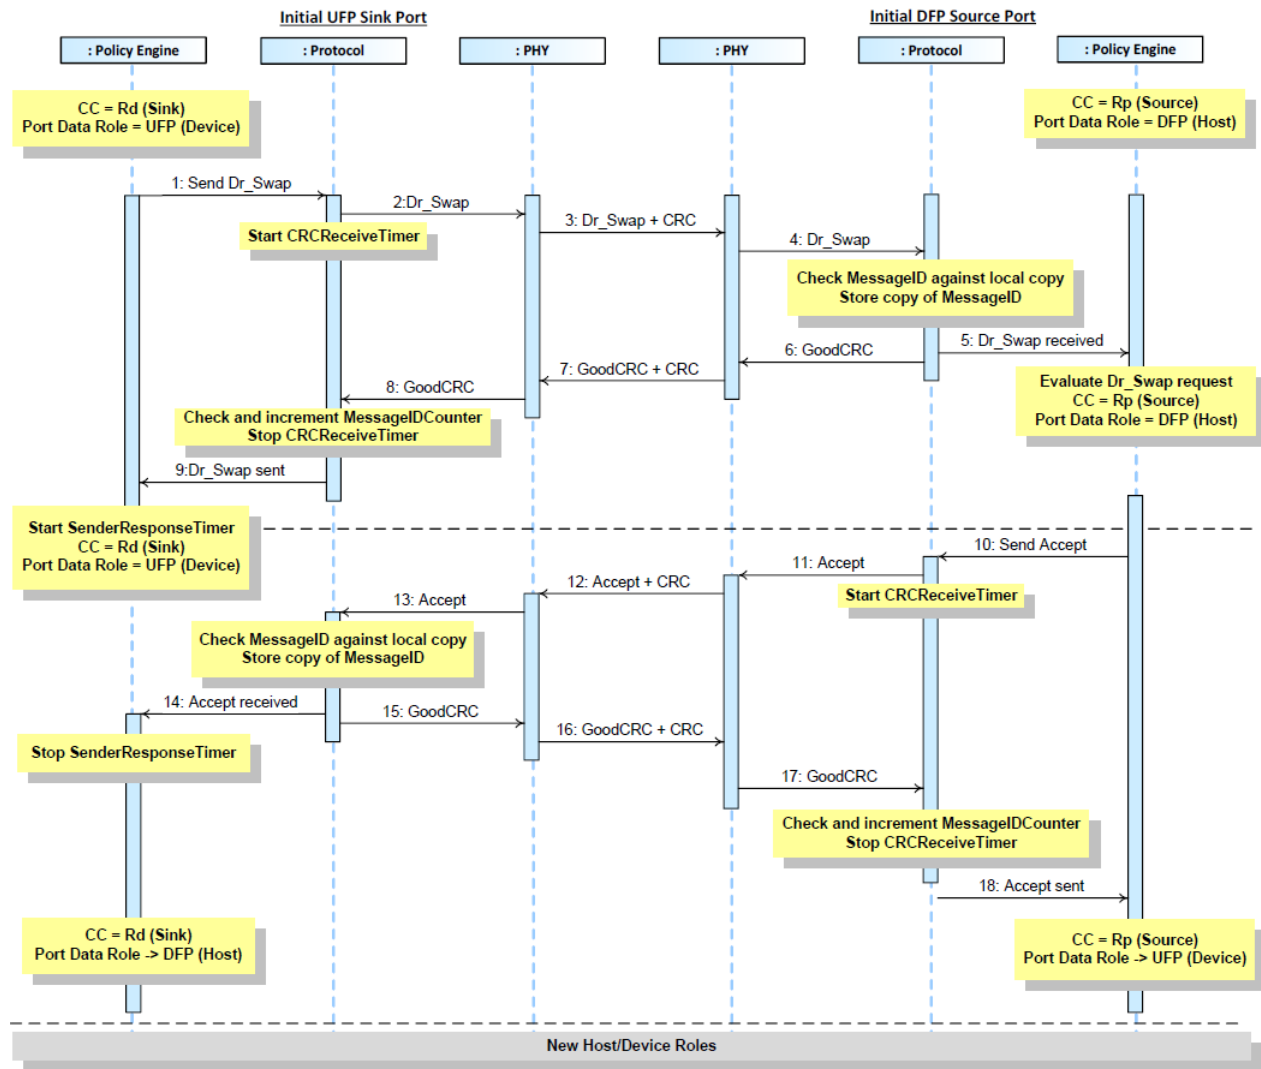 Initial UFP Sink Port
Initial DFP Source Port
: Policy Engine
: Protocol
: PHY
: PHY
: Protocol
: Policy Engine
CC = Rd (Sink)
Port Data Role = UFP (Device)
CC = Rp (Source)
Port Data Role = DFP (Host)
1: Send Dr_Swap
2:Dr_Swap
Start CRCReceiveTimer
3: Dr_Swap + CRC
4: Dr_Swap
Check MessageID against local copy
Store copy of MessageID
5: Dr_Swap received
6: GoodCRC
7: GoodCRC + CRC
8: GoodCRC
Evaluate Dr_Swap request
CC = Rp (Source)
Port Data Role = DFP (Host)
Check and increment MessageIDCounter
Stop CRCReceiveTimer
9:Dr_Swap sent
Start SenderResponseTimer
CC = Rd (Sink)
Port Data Role = UFP (Device)
10: Send Accept
11: Accept
Start CRCReceiveTimer
12: Accept + CRC
13: Accept
Check MessageID against local copy
Store copy of MessageID
14: Accept received
15: GoodCRC
Stop SenderResponseTimer
16: GoodCRC + CRC
17: GoodCRC
Check and increment MessageIDCounter
Stop CRCReceiveTimer
18: Accept sent
CC = Rd (Sink)
Port Data Role -> DFP (Host)
CC = Rp (Source)
Port Data Role -> UFP (Device)
New Host/Device Roles